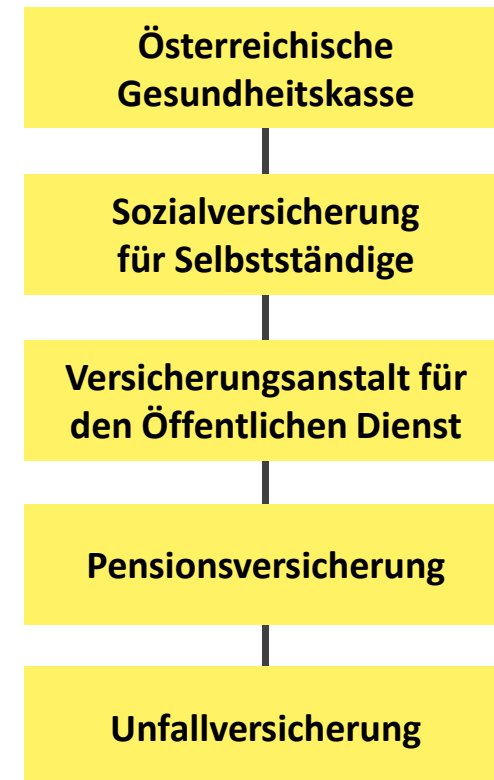 Österreichische
Gesundheitskasse
Sozialversicherung
für Selbstständige
Versicherungsanstalt für
den Öffentlichen Dienst
Pensionsversicherung
Unfallversicherung